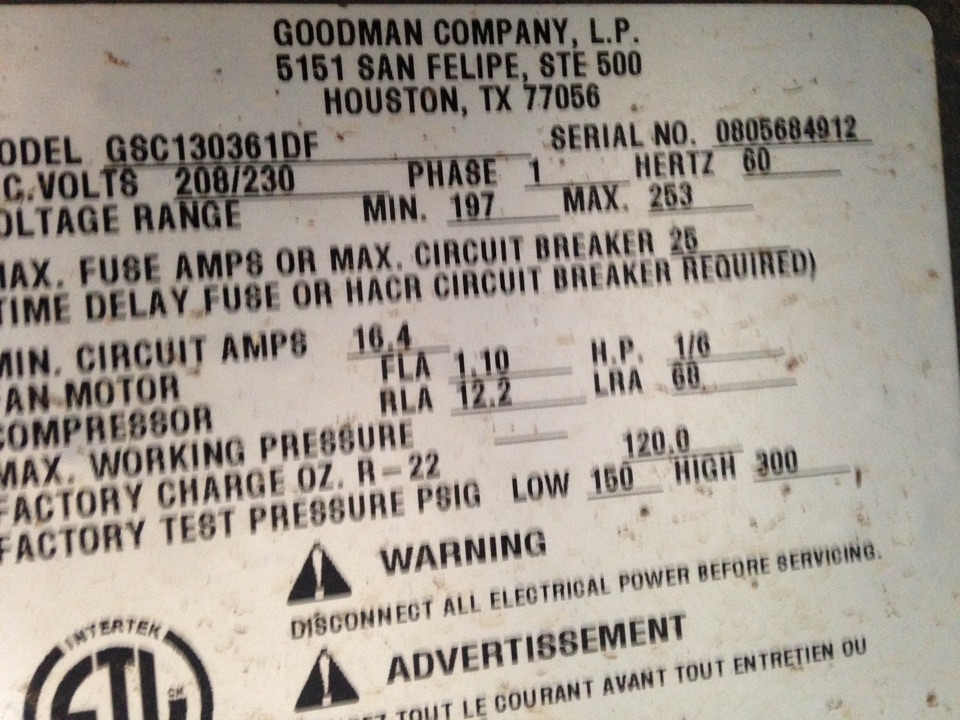 GOODMAN COMPANY, L.P.
5151 SAN FELIPE, STE 500
HOUSTON, TX 77056
ODEL GSC130361DF SERIAL NO. 0805684912
.C. VOLTS 208/230 PHASE 1 HERTZ 60
OLTAGE RANGE MIN. 197 MAX. 253
AX. FUSE AMPS OR MAX. CIRCUIT BREAKER 25
TIME DELAY FUSE OR HACR CIRCUIT BREAKER REQUIRED)
MIN. CIRCUIT AMPS 16.4
AN MOTOR FLA 1.10 H.P. 1/6
COMPRESSOR RLA 12.2 LRA 60
MAX. WORKING PRESSURE
FACTORY CHARGE OZ. R-22 120.0
FACTORY TEST PRESSURE PSIG LOW 150 HIGH 300
WARNING
DISCONNECT ALL ELECTRICAL POWER BEFORE SERVICING.
INTERTEK
ETL
CM
ADVERTISSEMENT
TOUT LE COURANT AVANT TOUT ENTRETIEN OU